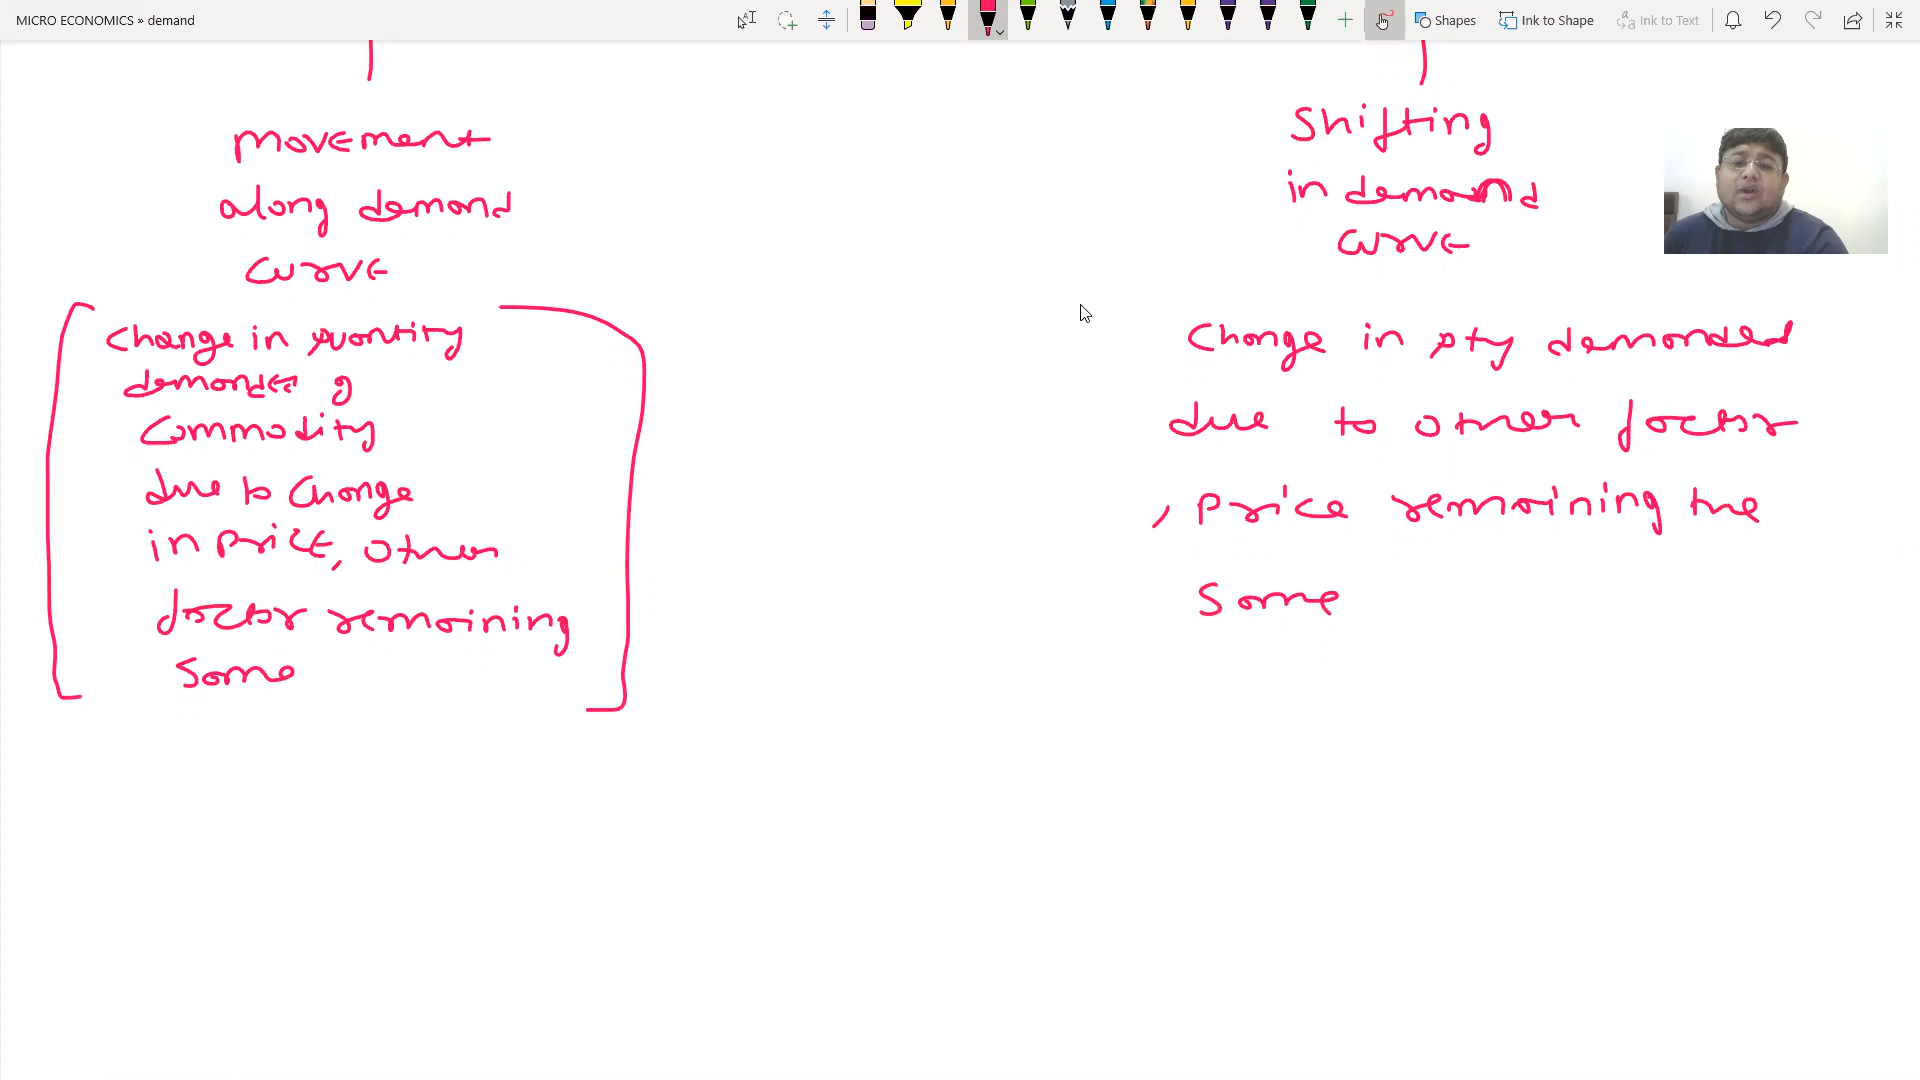 MICRO ECONOMICS » demand
Shapes
Ink to Shape
Ink to Text
movement
along demand
curve
Change in quantity
demanded of
Commodity
due to Change
in price, other
factor remaining
same
Shifting
in demand
curve
Change in qty demanded
due to other factor
, price remaining the
same